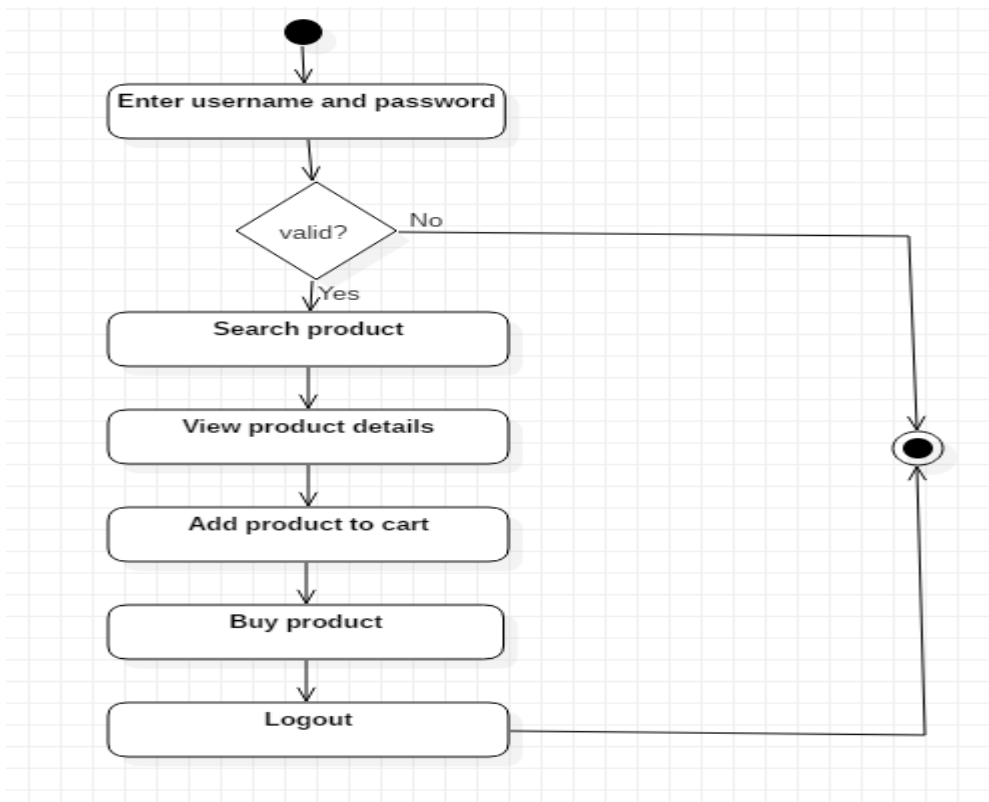 Enter username and password
valid?
No
Yes
Search product
View product details
Add product to cart
Buy product
Logout